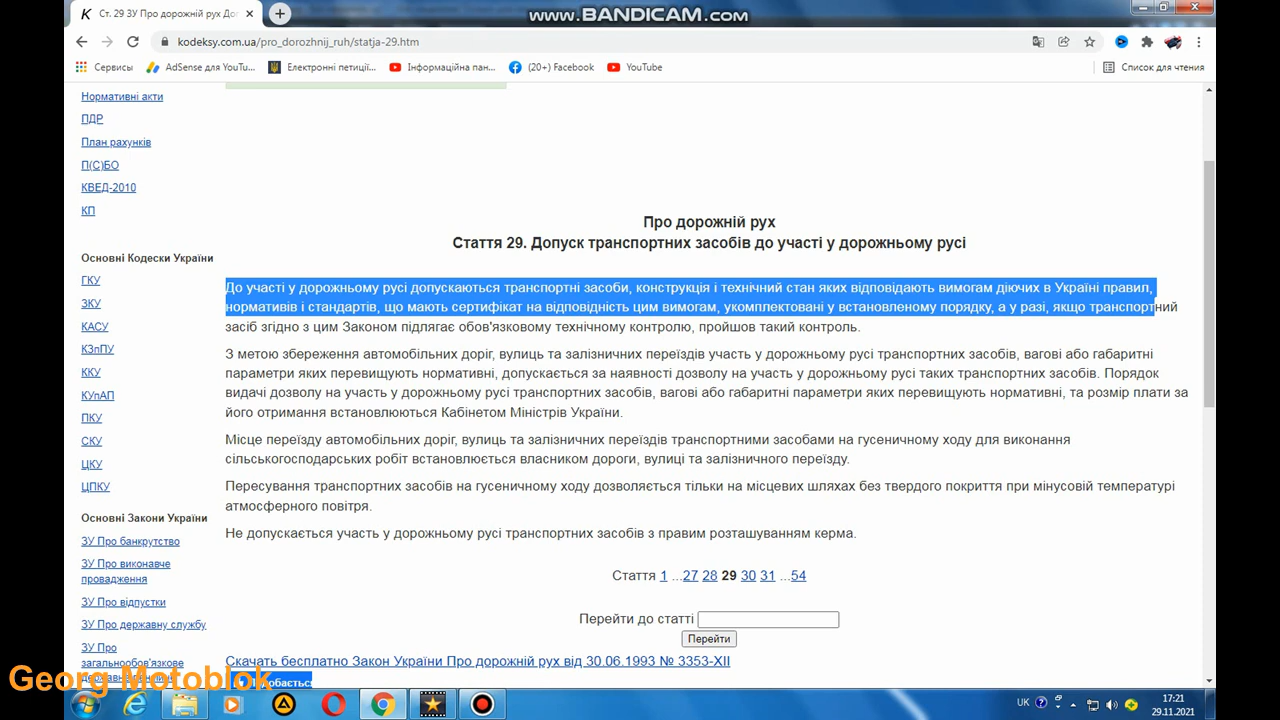 www.BANDICAM.com
Ст. 29 ЗУ Про дорожній рух До
kodeksy.com.ua/pro_dorozhnij_ruh/statja-29.htm
Сервисы
AdSense для YouTu...
Електронні петиції...
Інформаційна пан...
(20+) Facebook
YouTube
Список для чтения
Нормативні акти
ПДР
План рахунків
П(С)БО
КВЕД-2010
КП
Основні Кодески України
ГКУ
ЗКУ
КАСУ
КЗпПУ
ККУ
КУпАП
ПКУ
СКУ
ЦКУ
ЦПКУ
Основні Закони України
ЗУ Про банкрутство
ЗУ Про виконавче
провадження
ЗУ Про відпустки
ЗУ Про державну службу
ЗУ Про
загальнообов'язкове
Про дорожній рух
Стаття 29. Допуск транспортних засобів до участі у дорожньому русі
До участі у дорожньому русі допускаються транспортні засоби, конструкція і технічний стан яких відповідають вимогам діючих в Україні правил,
нормативів і стандартів, що мають сертифікат на відповідність цим вимогам, укомплектовані у встановленому порядку, а у разі, якщо транспортний
засіб згідно з цим Законом підлягає обов'язковому технічному контролю, пройшов такий контроль.
З метою збереження автомобільних доріг, вулиць та залізничних переїздів участь у дорожньому русі транспортних засобів, вагові або габаритні
параметри яких перевищують нормативні, допускається за наявності дозволу на участь у дорожньому русі таких транспортних засобів. Порядок
видачі дозволу на участь у дорожньому русі транспортних засобів, вагові або габаритні параметри яких перевищують нормативні, та розмір плати за
його отримання встановлюються Кабінетом Міністрів України.
Місце переїзду автомобільних доріг, вулиць та залізничних переїздів транспортними засобами на гусеничному ходу для виконання
сільськогосподарських робіт встановлюється власником дороги, вулиці та залізничного переїзду.
Пересування транспортних засобів на гусеничному ходу дозволяється тільки на місцевих шляхах без твердого покриття при мінусовій температурі
атмосферного повітря.
Не допускається участь у дорожньому русі транспортних засобів з правим розташуванням керма.
Стаття 1 ...27 28 29 30 31 ...54
Перейти до статті
Перейти
Скачать бесплатно Закон України Про дорожній рух від 30.06.1993 № 3353-XII
Georg Motoblok
UK
17:21
29.11.2021